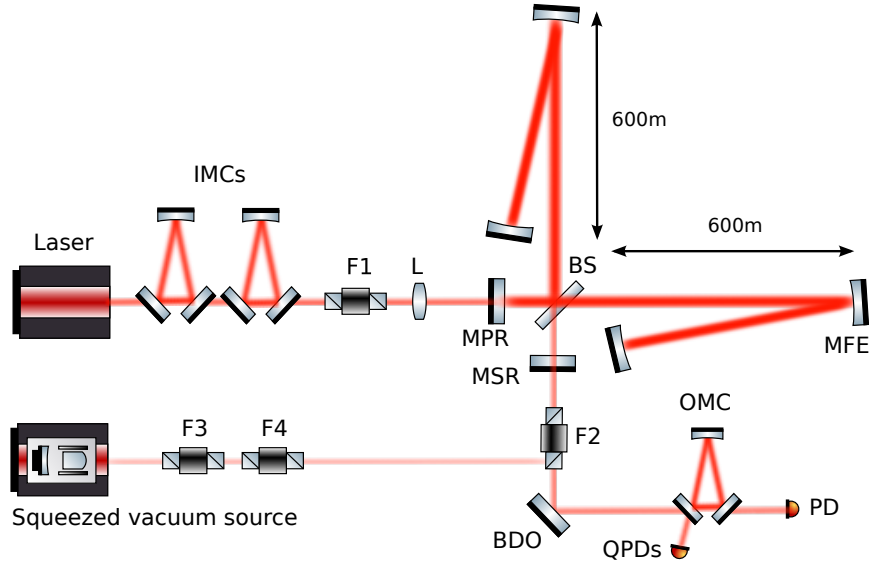 600m
IMCs
600m
Laser
F1
L
BS
MPR
MFE
MSR
OMC
F3
F4
F2
PD
Squeezed vacuum source
BDO
QPDs